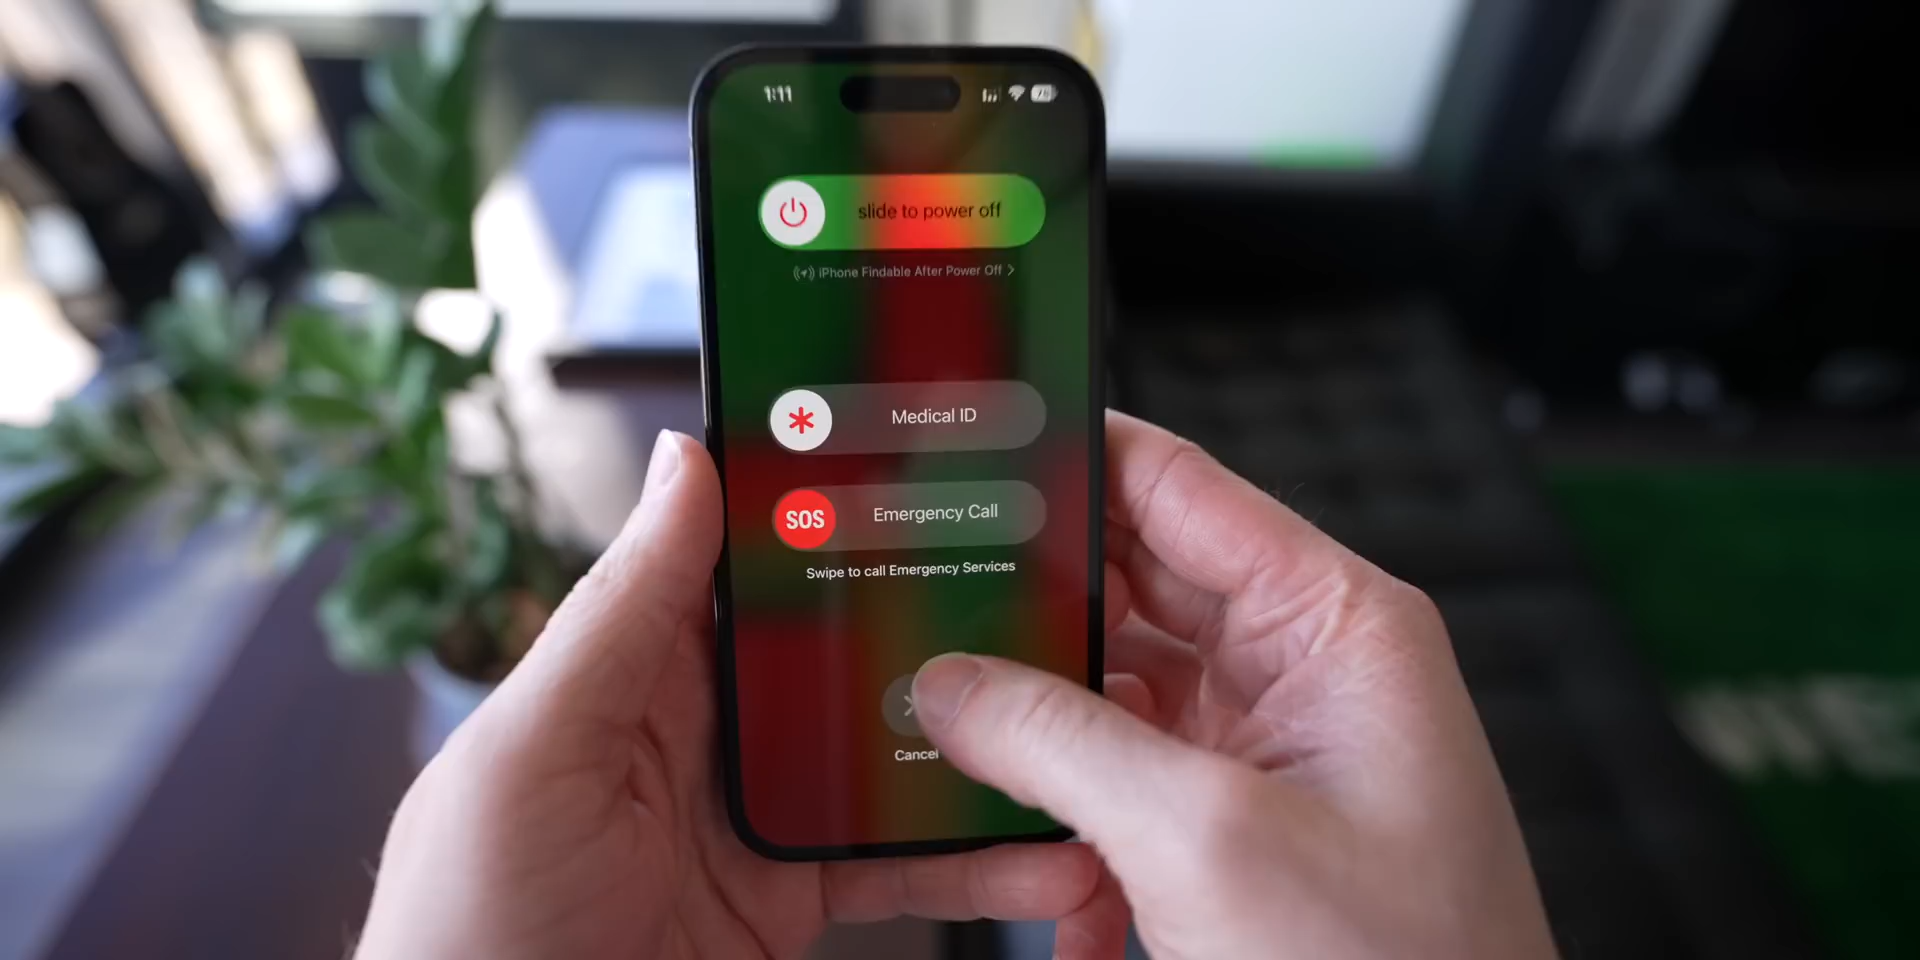 1:11
75
slide to power off
iPhone Findable After Power Off
Medical ID
SOS
Emergency Call
Swipe to call Emergency Services
Cancel